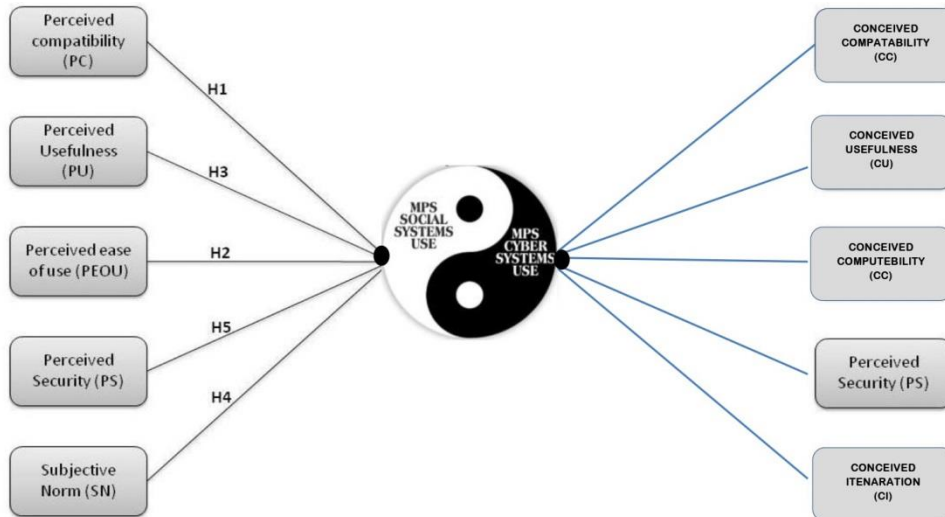 Perceived
compatibility
(PC)
H1
Perceived
Usefulness
(PU)
H3
Perceived ease
of use (PEOU)
H2
Perceived
Security (PS)
H5
Subjective
Norm (SN)
H4
MPS
SOCIAL
SYSTEMS
USE
MPS
CYBER
SYSTEMS
USE
CONCEIVED
COMPATABILITY
(CC)
CONCEIVED
USEFULNESS
(CU)
CONCEIVED
COMPUTEBILITY
(CC)
Perceived
Security (PS)
CONCEIVED
ITENARATION
(CI)